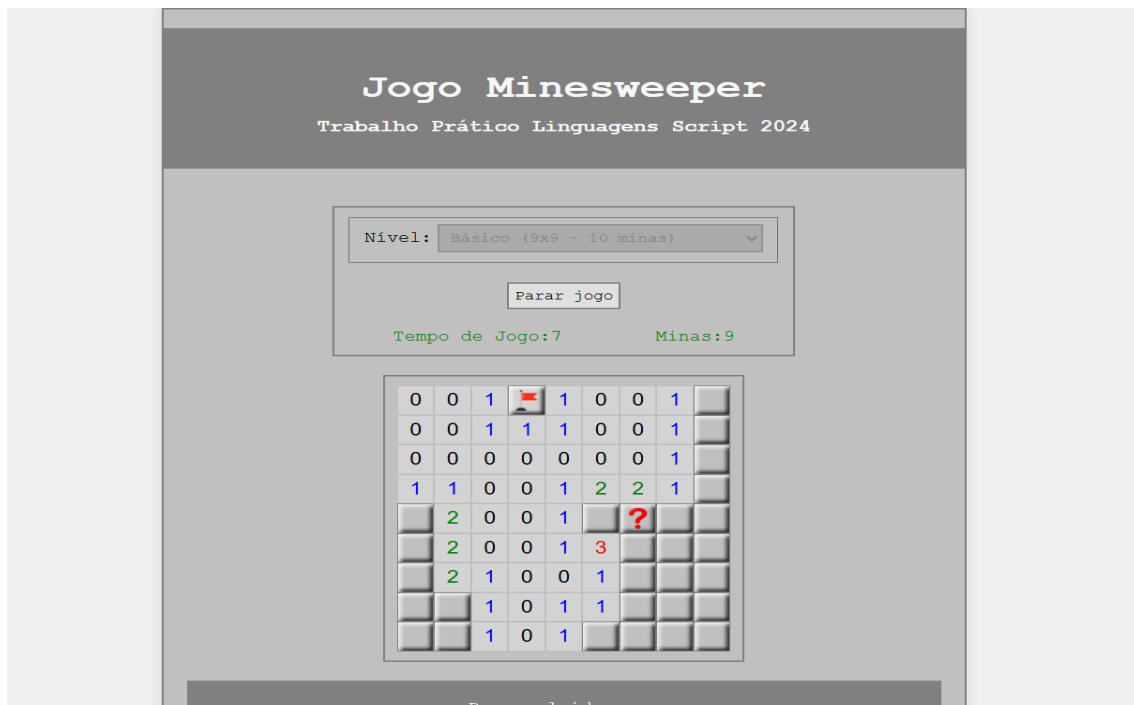 Jogo Minesweeper
Trabalho Prático Linguagens Script 2024
Nível: Básico (9x9 - 10 minas)
Parar jogo
Tempo de Jogo:7 Minas:9
0 0 1 1 0 0 1
0 0 1 1 1 0 0 1
0 0 0 0 0 0 0 1
1 1 0 0 1 2 2 1
2 0 0 1 ?
2 0 0 1 3
2 1 0 0 1
1 0 1 1
1 0 1